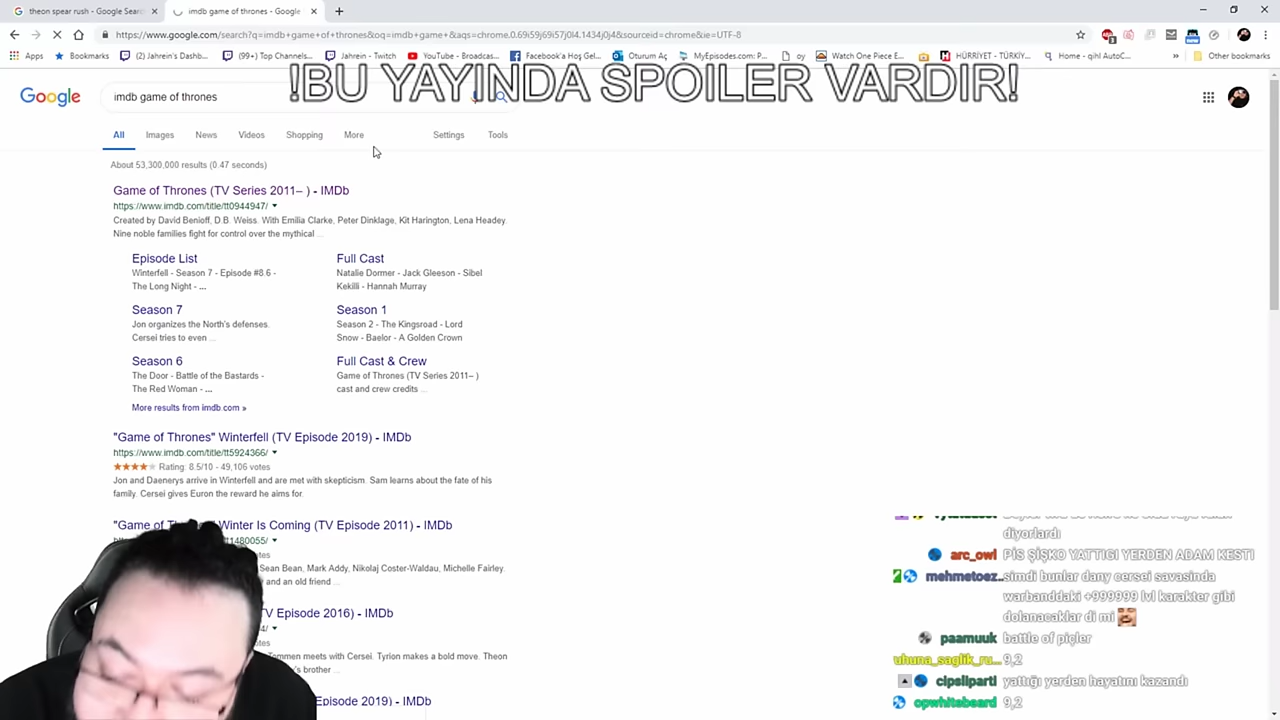 theon spear rush - Google Sear
imdb game of thrones - Google
https://www.google.com/search?q=imdb+game+of+thrones&oq=imdb+game+&aqs=chrome.0.69i59j69i57j0l4.1434j0j4&sourceid=chrome&ie=UTF-8
Apps
Bookmarks
(2) Jahrein's Dashb...
(99+) Top Channels...
Jahrein - Twitch
YouTube - Broadcas...
Facebook'a Hoş Gel...
Oturum Aç
MyEpisodes.com: P...
oy
Watch One Piece E...
HÜRRİYET - TÜRKİY...
Home - qihl AutoC...
Other bookmarks
!BU YAYINDA SPOILER VARDIR!
Google
imdb game of thrones
All
Images
News
Videos
Shopping
More
Settings
Tools
About 53,300,000 results (0.47 seconds)
Game of Thrones (TV Series 2011– ) - IMDb
https://www.imdb.com/title/tt0944947/
Created by David Benioff, D.B. Weiss. With Emilia Clarke, Peter Dinklage, Kit Harington, Lena Headey.
Nine noble families fight for control over the mythical ...
Episode List
Winterfell - Season 7 - Episode #8.6 -
The Long Night - ...
Full Cast
Natalie Dormer - Jack Gleeson - Sibel
Kekilli - Hannah Murray
Season 7
Jon organizes the North's defenses.
Cersei tries to even ...
Season 1
Season 2 - The Kingsroad - Lord
Snow - Baelor - A Golden Crown
Season 6
The Door - Battle of the Bastards -
The Red Woman - ...
Full Cast & Crew
Game of Thrones (TV Series 2011– )
cast and crew credits ...
More results from imdb.com »
"Game of Thrones" Winterfell (TV Episode 2019) - IMDb
https://www.imdb.com/title/tt5924366/
Rating: 8.5/10 - 49,106 votes
Jon and Daenerys arrive in Winterfell and are met with skepticism. Sam learns about the fate of his
family. Cersei gives Euron the reward he aims for.
"Game of Winter Is Coming (TV Episode 2011) - IMDb
t1480055/
otes
Sean Bean, Mark Addy, Nikolaj Coster-Waldau, Michelle Fairley.
and an old friend ...
TV Episode 2016) - IMDb
4/
otes
Tommen meets with Cersei. Tyrion makes a bold move. Theon
y's brother ...
Episode 2019) - IMDb
diyorlardı
arc_owl PİS ŞİŞKO YATTIGI YERDEN ADAM KESTI
mehmetoez... simdi bunlar dany cersei savasinda
warbanddaki +999999 lvl karakter gibi
dolanacaklar di mi
paamuuk battle of piçler
uhuna_saglik_ru... 9,2
cipsliparti yattığı yerden hayatını kazandı
opwhitebeard 9,2